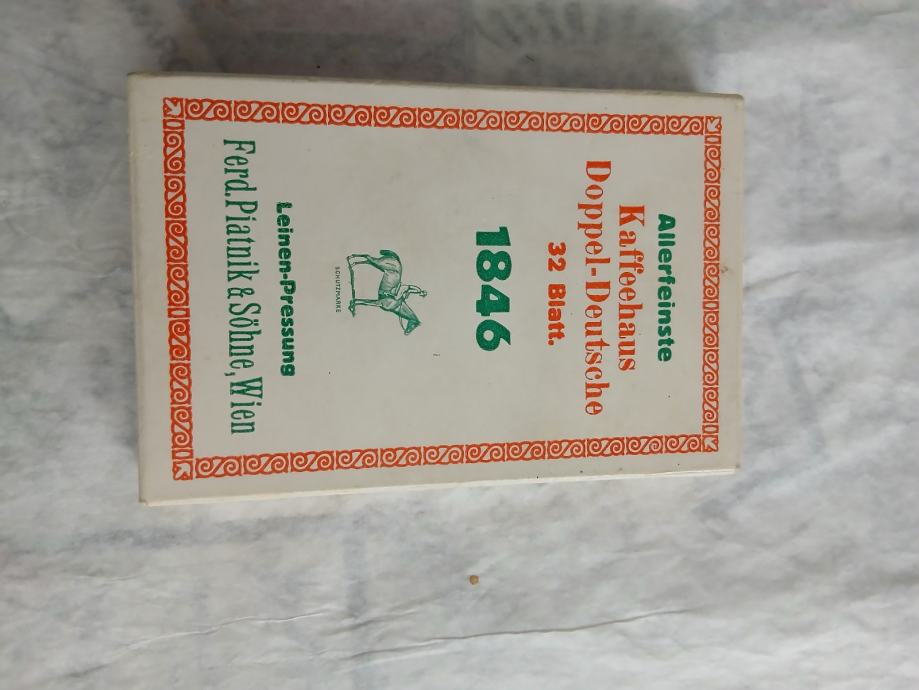 Allerfeinste
Kaffeehaus
Doppel-Deutsche
32 Blatt.
1846
SCHUTZMARKE
Leinen-Pressung
Ferd. Piatnik & Söhne, Wien